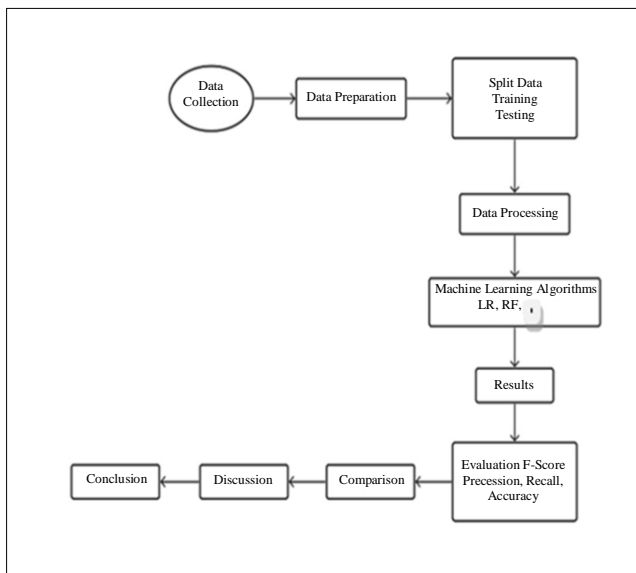 Data
Collection
Data Preparation
Split Data
Training
Testing
Data Processing
Machine Learning Algorithms
LR, RF,
Results
Evaluation F-Score
Precession, Recall,
Accuracy
Comparison
Discussion
Conclusion